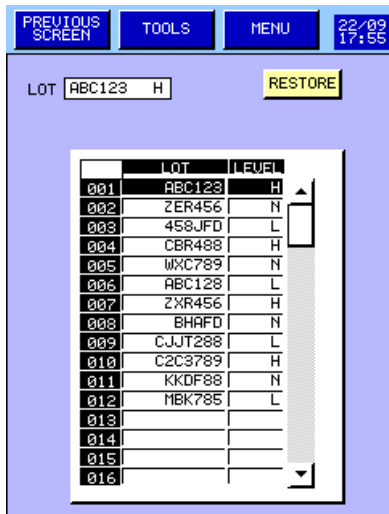 PREVIOUS SCREEN TOOLS MENU 22/09 17:55
LOT ABC123 H RESTORE
LOT LEVEL
001 ABC123 H
002 ZER456 N
003 458JFD L
004 CBR488 H
005 WXC789 N
006 ABC128 L
007 ZXR456 H
008 BHAFD N
009 CJJT288 L
010 C2C3789 H
011 KKDF88 N
012 MBK785 L
013
014
015
016